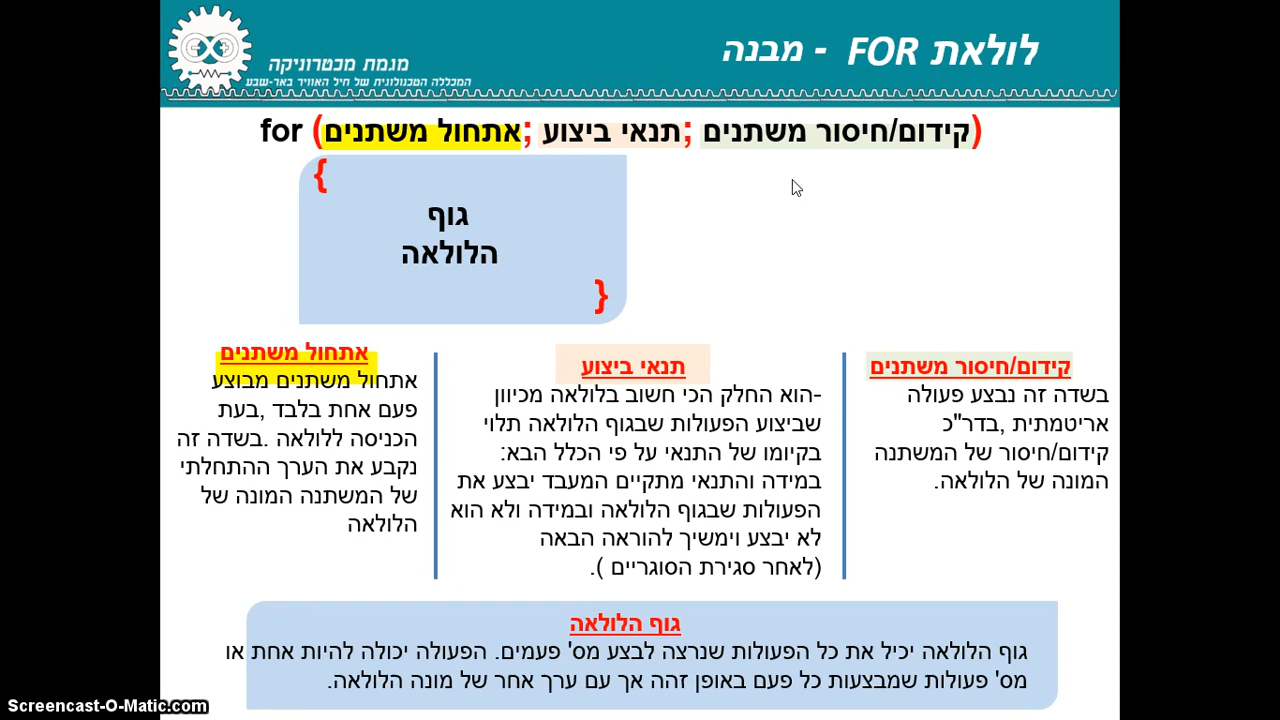 לולאת FOR - מבנה
מגמת מכטרוניקה
המכללה הטכנולוגית של חיל האוויר באר-שבע
for (אתחול משתנים; תנאי ביצוע; קידום/חיסור משתנים)
{
גוף
הלולאה
}
אתחול משתנים
אתחול משתנים מבוצע
פעם אחת בלבד ,בעת
הכניסה ללולאה .בשדה זה
נקבע את הערך ההתחלתי
של המשתנה המונה של
הלולאה
תנאי ביצוע
-הוא החלק הכי חשוב בלולאה מכיוון
שביצוע הפעולות שבגוף הלולאה תלוי
בקיומו של התנאי על פי הכלל הבא:
במידה והתנאי מתקיים המעבד יבצע את
הפעולות שבגוף הלולאה ובמידה ולא הוא
לא יבצע וימשיך להוראה הבאה
(לאחר סגירת הסוגריים ).
קידום/חיסור משתנים
בשדה זה נבצע פעולה
אריטמתית ,בדר"כ
קידום/חיסור של המשתנה
המונה של הלולאה.
גוף הלולאה
גוף הלולאה יכיל את כל הפעולות שנרצה לבצע מס' פעמים. הפעולה יכולה להיות אחת או
מס' פעולות שמבצעות כל פעם באופן זהה אך עם ערך אחר של מונה הלולאה.
Screencast-O-Matic.com